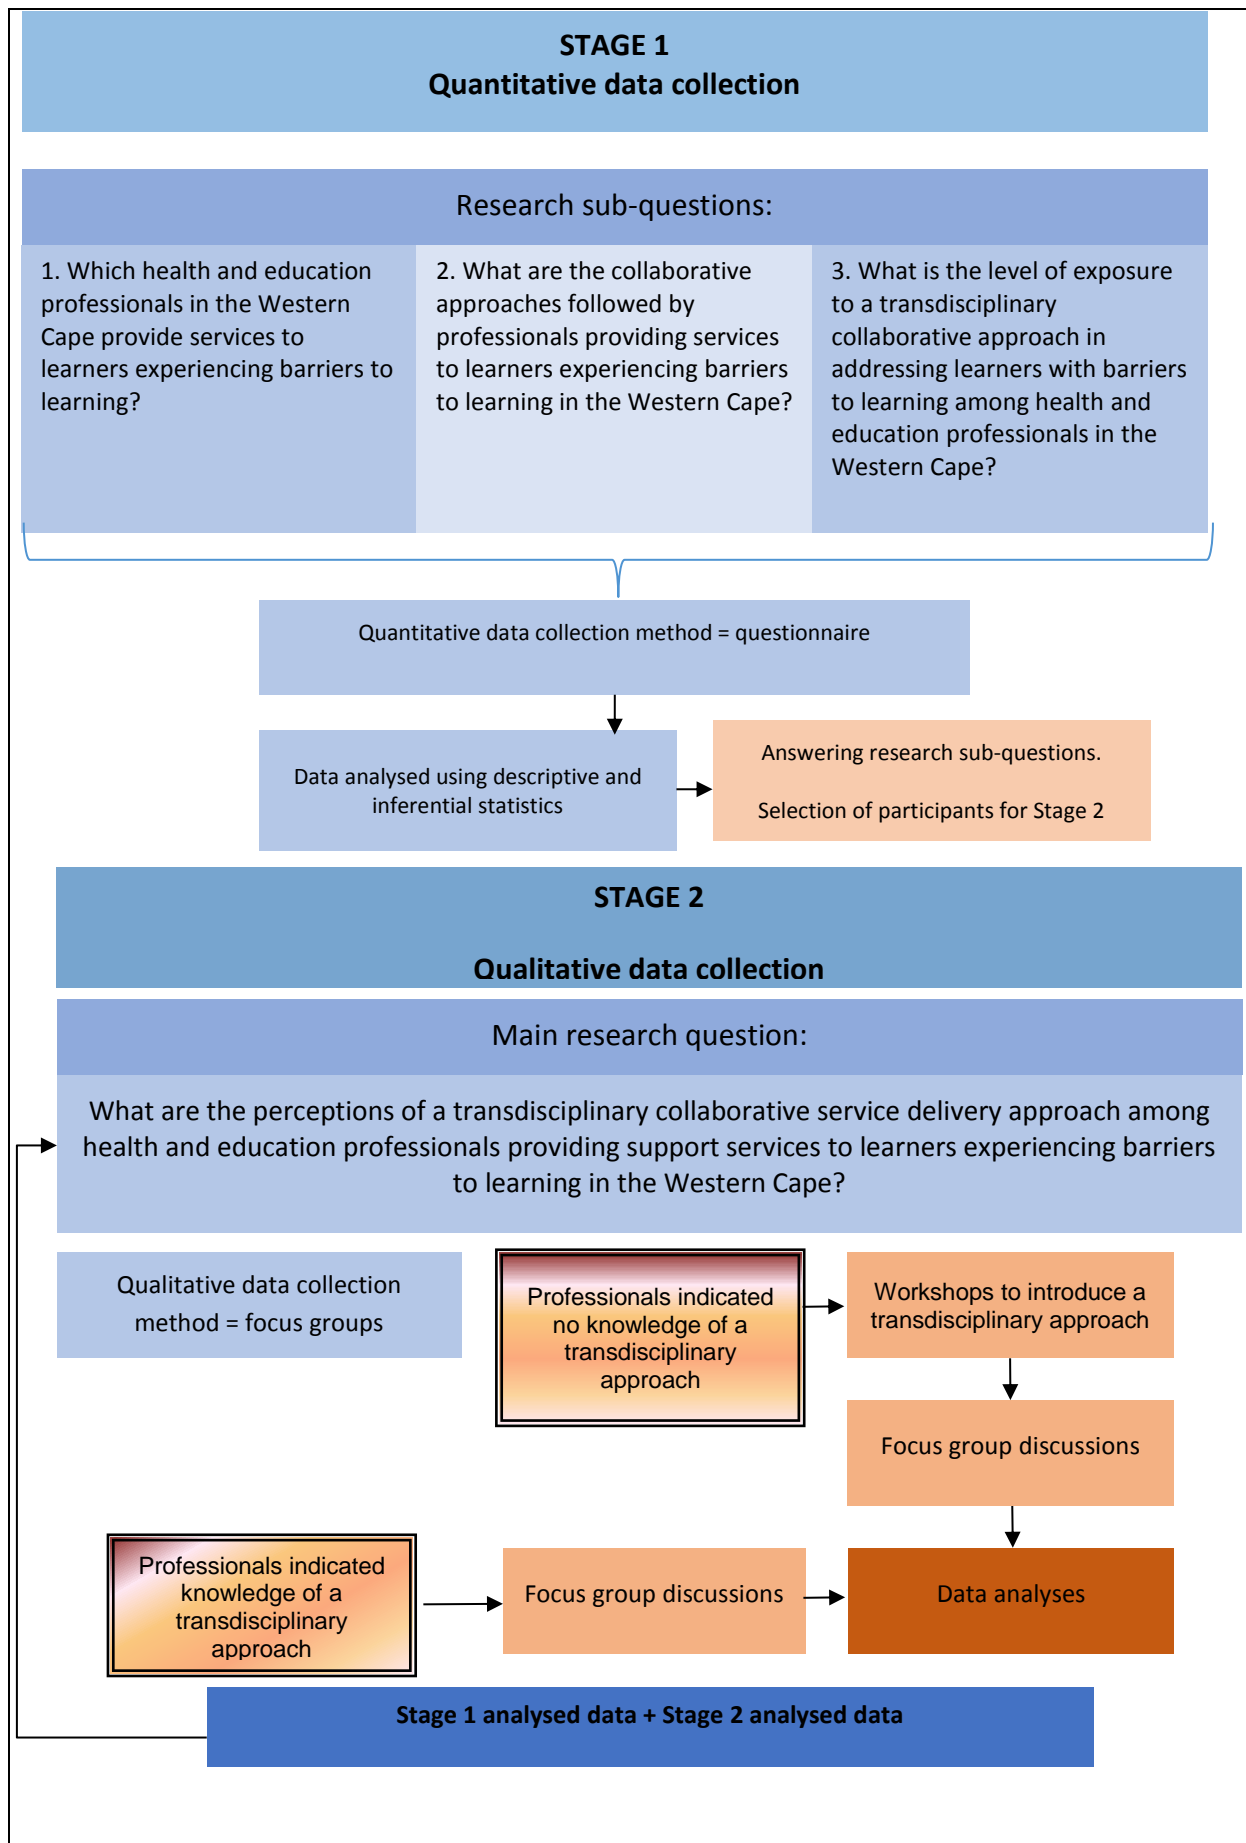 STAGE 1
Quantitative data collection
Research sub-questions:
1. Which health and education
professionals in the Western
Cape provide services to
learners experiencing barriers to
learning?
2. What are the collaborative
approaches followed by
professionals providing services
to learners experiencing barriers
to learning in the Western Cape?
3. What is the level of exposure
to a transdisciplinary
collaborative approach in
addressing learners with barriers
to learning among health and
education professionals in the
Western Cape?
Quantitative data collection method = questionnaire
Data analysed using descriptive and
inferential statistics
Answering research sub-questions.
Selection of participants for Stage 2
STAGE 2
Qualitative data collection
Main research question:
What are the perceptions of a transdisciplinary collaborative service delivery approach among
health and education professionals providing support services to learners experiencing barriers
to learning in the Western Cape?
Qualitative data collection
method = focus groups
Professionals indicated
no knowledge of a
transdisciplinary
approach
Workshops to introduce a
transdisciplinary approach
Focus group discussions
Professionals indicated
knowledge of a
transdisciplinary
approach
Focus group discussions
Data analyses
Stage 1 analysed data + Stage 2 analysed data